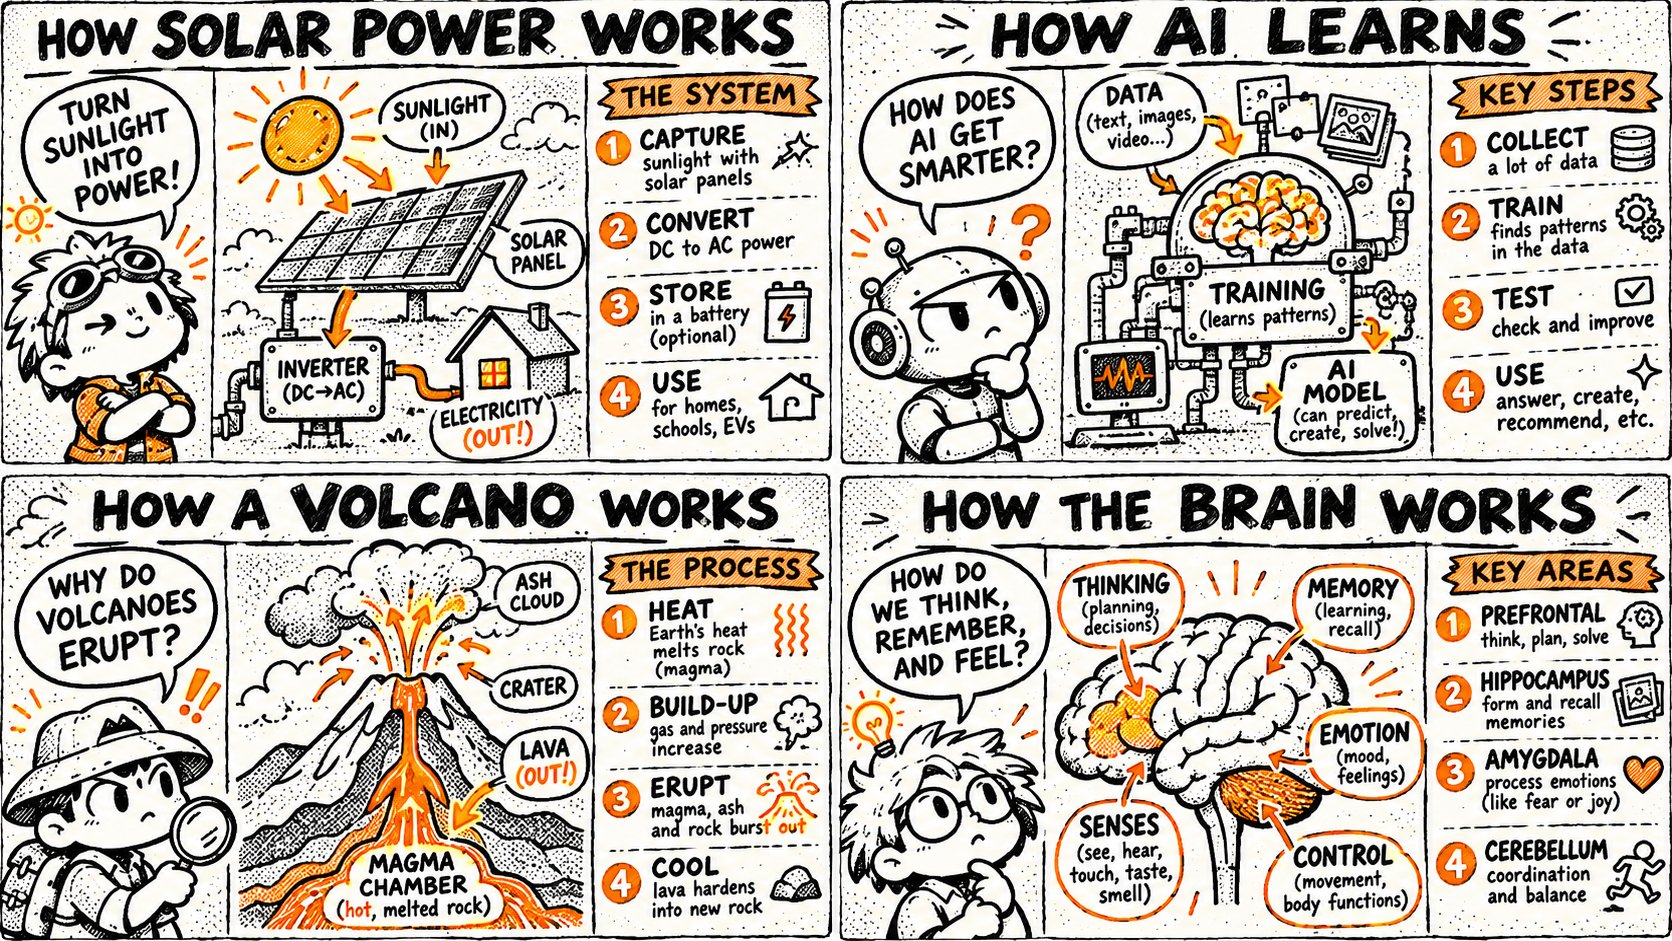 HOW SOLAR POWER WORKS
TURN
SUNLIGHT
INTO
POWER!
SUNLIGHT
(IN)
SOLAR
PANEL
INVERTER
(DC→AC)
ELECTRICITY
(OUT!)
THE SYSTEM
1 CAPTURE
sunlight with
solar panels
2 CONVERT
DC to AC power
3 STORE
in a battery
(optional)
4 USE
for homes,
schools, EVs
HOW AI LEARNS
HOW DOES
AI GET
SMARTER?
?
DATA
(text, images,
video...)
TRAINING
(learns patterns)
AI
MODEL
(can predict,
create, solve!)
KEY STEPS
1 COLLECT
a lot of data
2 TRAIN
finds patterns
in the data
3 TEST
check and improve
4 USE
answer, create,
recommend, etc.
HOW A VOLCANO WORKS
WHY DO
VOLCANOES
ERUPT?
!!
ASH
CLOUD
CRATER
LAVA
(OUT!)
MAGMA
CHAMBER
(hot, melted rock)
THE PROCESS
1 HEAT
Earth's heat
melts rock
(magma)
2 BUILD-UP
gas and pressure
increase
3 ERUPT
magma, ash
and rock burst out
4 COOL
lava hardens
into new rock
HOW THE BRAIN WORKS
HOW DO
WE THINK,
REMEMBER,
AND FEEL?
THINKING
(planning,
decisions)
MEMORY
(learning,
recall)
EMOTION
(mood,
feelings)
SENSES
(see, hear,
touch, taste,
smell)
CONTROL
(movement,
body functions)
KEY AREAS
1 PREFRONTAL
think, plan, solve
2 HIPPOCAMPUS
form and recall
memories
3 AMYGDALA
process emotions
(like fear or joy)
4 CEREBELLUM
coordination
and balance